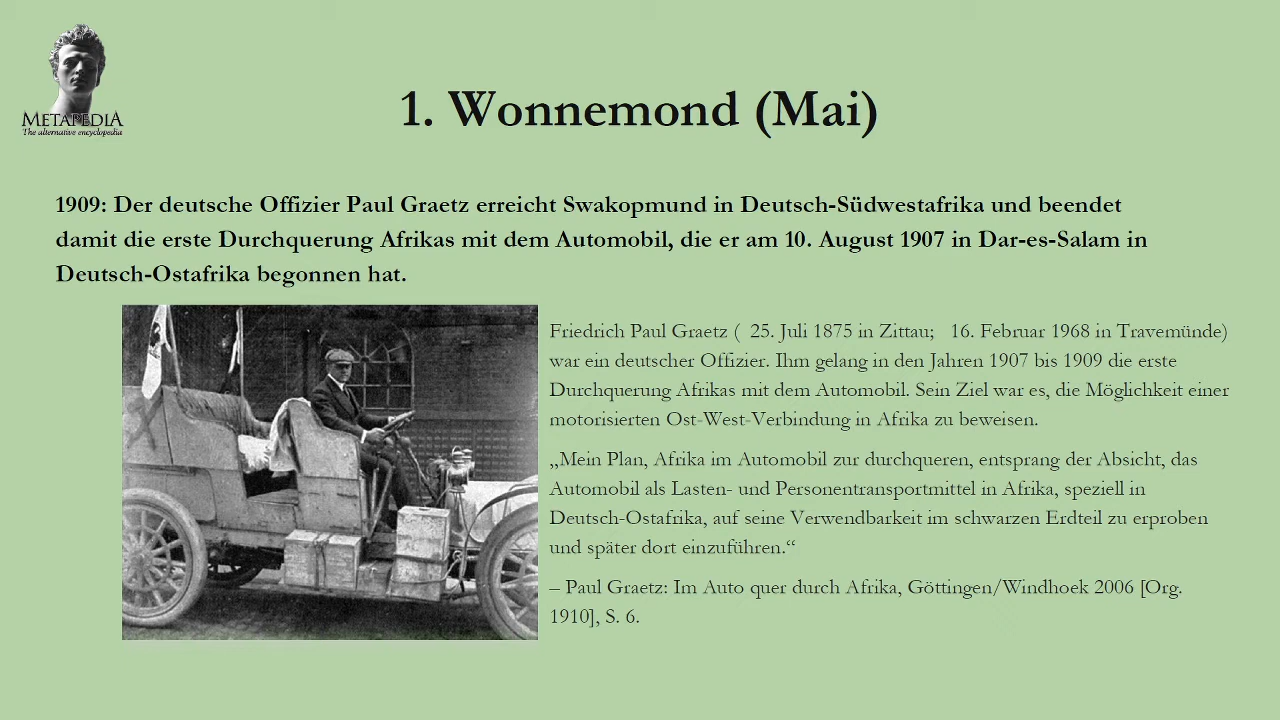 METAPEDIA
The alternative encyclopedia
1. Wonnemond (Mai)
1909: Der deutsche Offizier Paul Graetz erreicht Swakopmund in Deutsch-Südwestafrika und beendet
damit die erste Durchquerung Afrikas mit dem Automobil, die er am 10. August 1907 in Dar-es-Salam in
Deutsch-Ostafrika begonnen hat.
Friedrich Paul Graetz (  25. Juli 1875 in Zittau;   16. Februar 1968 in Travemünde)
war ein deutscher Offizier. Ihm gelang in den Jahren 1907 bis 1909 die erste
Durchquerung Afrikas mit dem Automobil. Sein Ziel war es, die Möglichkeit einer
motorisierten Ost-West-Verbindung in Afrika zu beweisen.
„Mein Plan, Afrika im Automobil zur durchqueren, entsprang der Absicht, das
Automobil als Lasten- und Personentransportmittel in Afrika, speziell in
Deutsch-Ostafrika, auf seine Verwendbarkeit im schwarzen Erdteil zu erproben
und später dort einzuführen.“
– Paul Graetz: Im Auto quer durch Afrika, Göttingen/Windhoek 2006 [Org.
1910], S. 6.